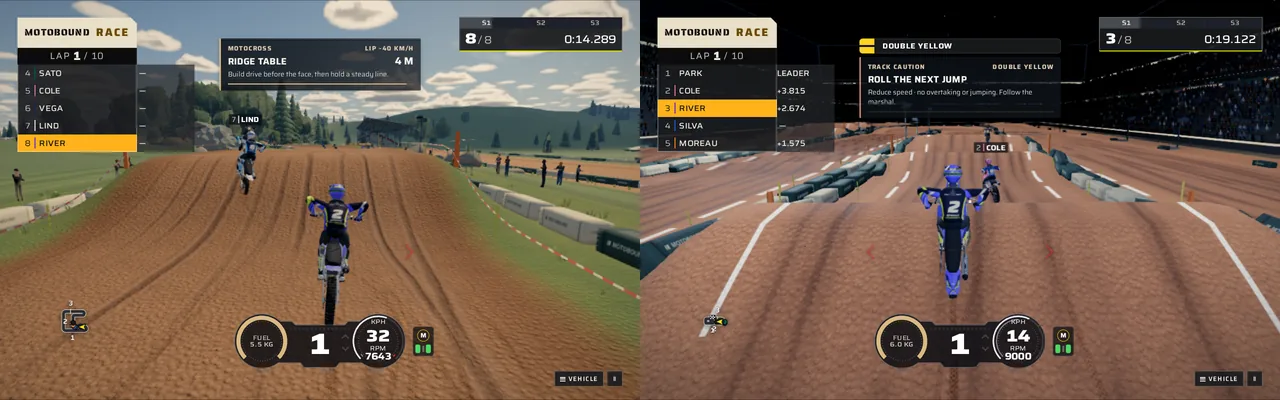 MOTOBOUND RACE
LAP 1 / 10
4 SATO —
5 COLE —
6 VEGA —
7 LIND —
8 RIVER —
MOTOCROSS LIP ~40 KM/H
RIDGE TABLE 4 M
Build drive before the face, then hold a steady line.
S1 S2 S3
8/8 0:14.289
7 LIND
2
3
2
1
FUEL
5.5 KG
1
KPH
32
RPM
7643
M
VEHICLE
MOTOBOUND RACE
LAP 1 / 10
1 PARK LEADER
2 COLE +3.815
3 RIVER +2.674
4 SILVA —
5 MOREAU +1.575
DOUBLE YELLOW
TRACK CAUTION DOUBLE YELLOW
ROLL THE NEXT JUMP
Reduce speed · no overtaking or jumping. Follow the
marshal.
S1 S2 S3
3/8 0:19.122
2 COLE
2
FUEL
6.0 KG
1
KPH
14
RPM
9000
M
VEHICLE